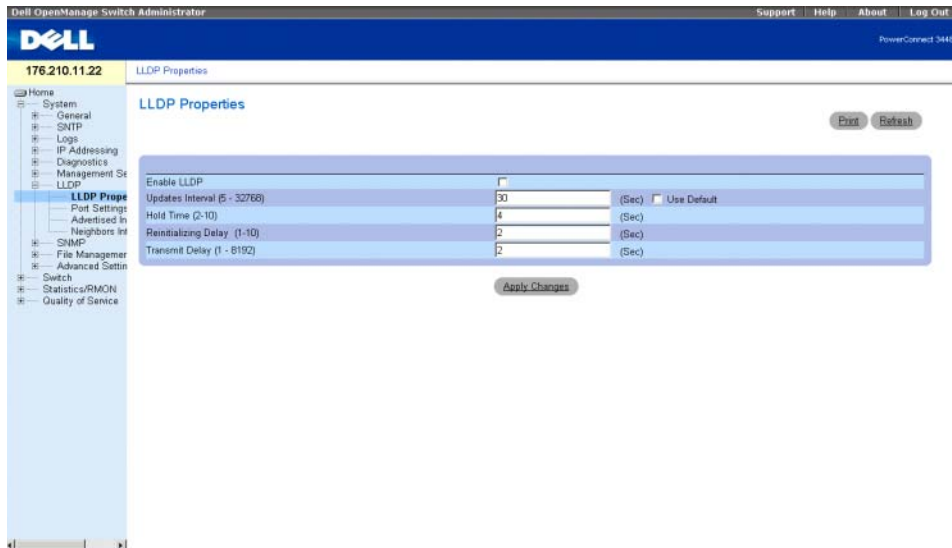 Dell OpenManage Switch Administrator
Support Help About Log Out
DELL
PowerConnect 3448
176.210.11.22
LLDP Properties
Home
System
General
SNTP
Logs
IP Addressing
Diagnostics
Management Se
LLDP
LLDP Prope
Port Settings
Advertised In
Neighbors Inf
SNMP
File Managemer
Advanced Settin
Switch
Statistics/RMON
Quality of Service
LLDP Properties
Print Refresh
Enable LLDP
Updates Interval (5 - 32768) 30 (Sec) Use Default
Hold Time (2-10) 4 (Sec)
Reinitializing Delay (1-10) 2 (Sec)
Transmit Delay (1 - 8192) 2 (Sec)
Apply Changes